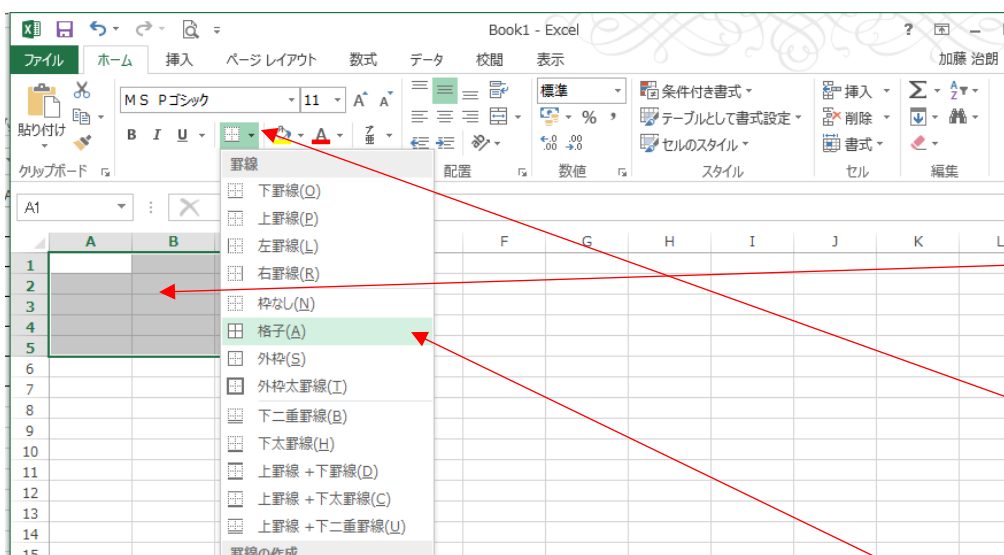 Book1 - Excel
?
ファイル ホーム 挿入 ページ レイアウト 数式 データ 校閲 表示 加藤 治朗
貼り付け
ＭＳ Ｐゴシック 11 A A
B I U A 亜
標準
% ,
.0 .00
.00 .0
条件付き書式
テーブルとして書式設定
セルのスタイル
挿入
削除
書式
Σ
クリップボード 配置 数値 スタイル セル 編集
A1
罫線
下罫線(O)
上罫線(P)
左罫線(L)
右罫線(R)
枠なし(N)
格子(A)
外枠(S)
外枠太罫線(T)
下二重罫線(B)
下太罫線(H)
上罫線 +下罫線(D)
上罫線 +下太罫線(C)
上罫線 +下二重罫線(U)
罫線の作成
A B F G H I J K L
1
2
3
4
5
6
7
8
9
10
11
12
13
14
15